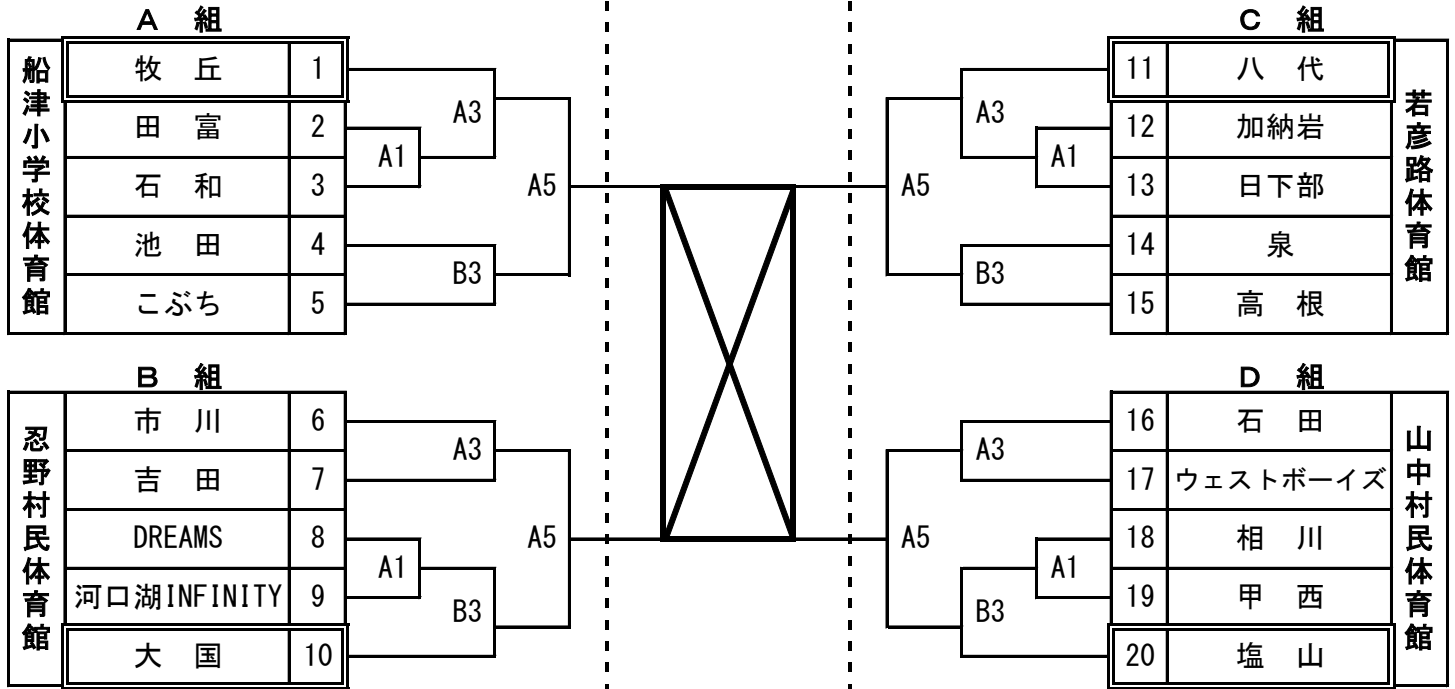 A 組
船津小学校体育館
牧 丘 1
田 富 2
石 和 3
池 田 4
こぶち 5
A1
A3
B3
A5
B 組
忍野村民体育館
市 川 6
吉 田 7
DREAMS 8
河口湖INFINITY 9
大 国 10
A3
A1
B3
A5
C 組
11 八 代
12 加納岩
13 日下部
14 泉
15 高 根
若彦路体育館
A3
A1
A5
B3
D 組
16 石 田
17 ウェストボーイズ
18 相 川
19 甲 西
20 塩 山
山中村民体育館
A3
A5
A1
B3